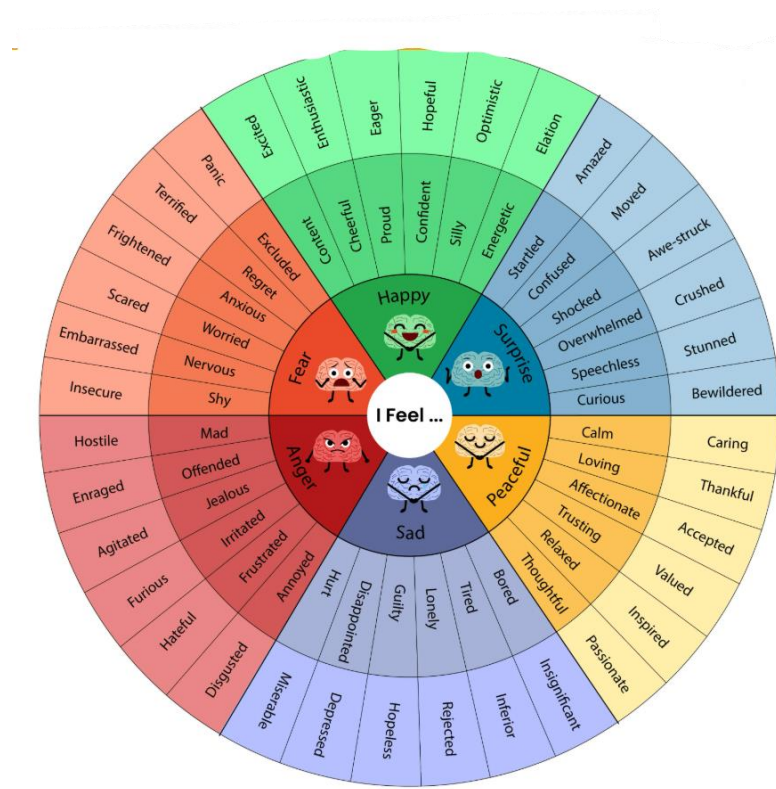 I Feel ...
Happy
Surprise
Peaceful
Sad
Anger
Fear
Content
Cheerful
Proud
Confident
Silly
Energetic
Excited
Enthusiastic
Eager
Hopeful
Optimistic
Elation
Startled
Confused
Shocked
Overwhelmed
Speechless
Curious
Amazed
Moved
Awe-struck
Crushed
Stunned
Bewildered
Calm
Loving
Affectionate
Trusting
Relaxed
Thoughtful
Caring
Thankful
Accepted
Valued
Inspired
Passionate
Bored
Tired
Lonely
Guilty
Disappointed
Hurt
Insignificant
Inferior
Rejected
Hopeless
Depressed
Miserable
Annoyed
Frustrated
Irritated
Jealous
Offended
Mad
Disgusted
Hateful
Furious
Agitated
Enraged
Hostile
Shy
Nervous
Worried
Anxious
Regret
Excluded
Insecure
Embarrassed
Scared
Frightened
Terrified
Panic